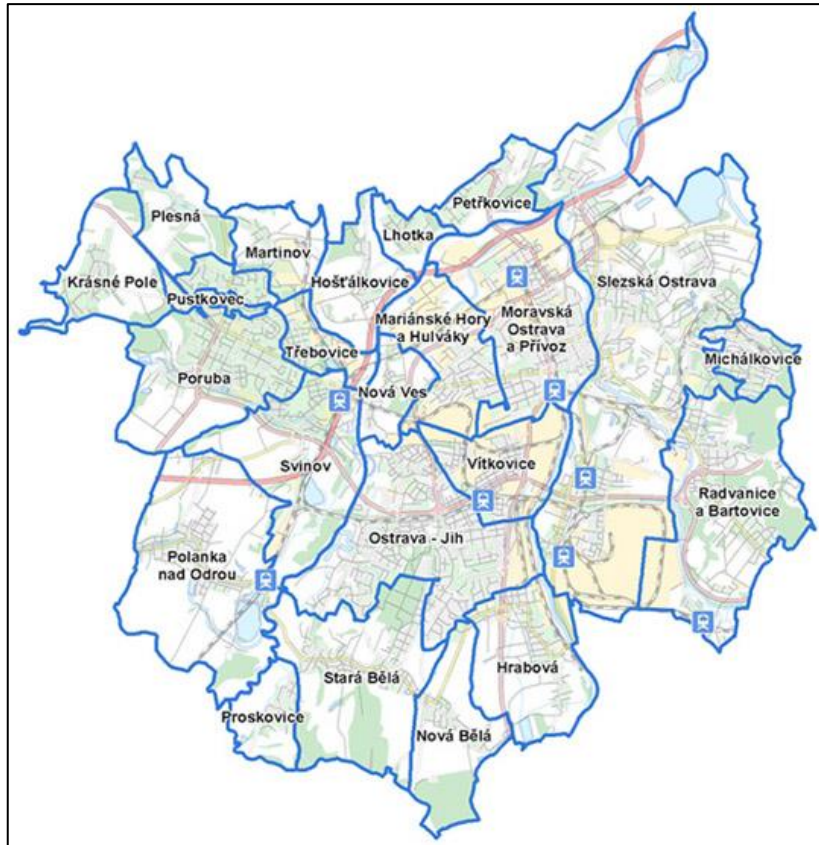 Petřkovice
Plesná
Lhotka
Martinov
Krásné Pole
Hošťálkovice
Slezská Ostrava
Pustkovec
Mariánské Hory
a Hulváky
Moravská
Ostrava
a Přívoz
Třebovice
Michálkovice
Poruba
Nová Ves
Svinov
Vítkovice
Radvanice
a Bartovice
Ostrava - Jih
Polanka
nad Odrou
Hrabová
Stará Bělá
Proskovice
Nová Bělá